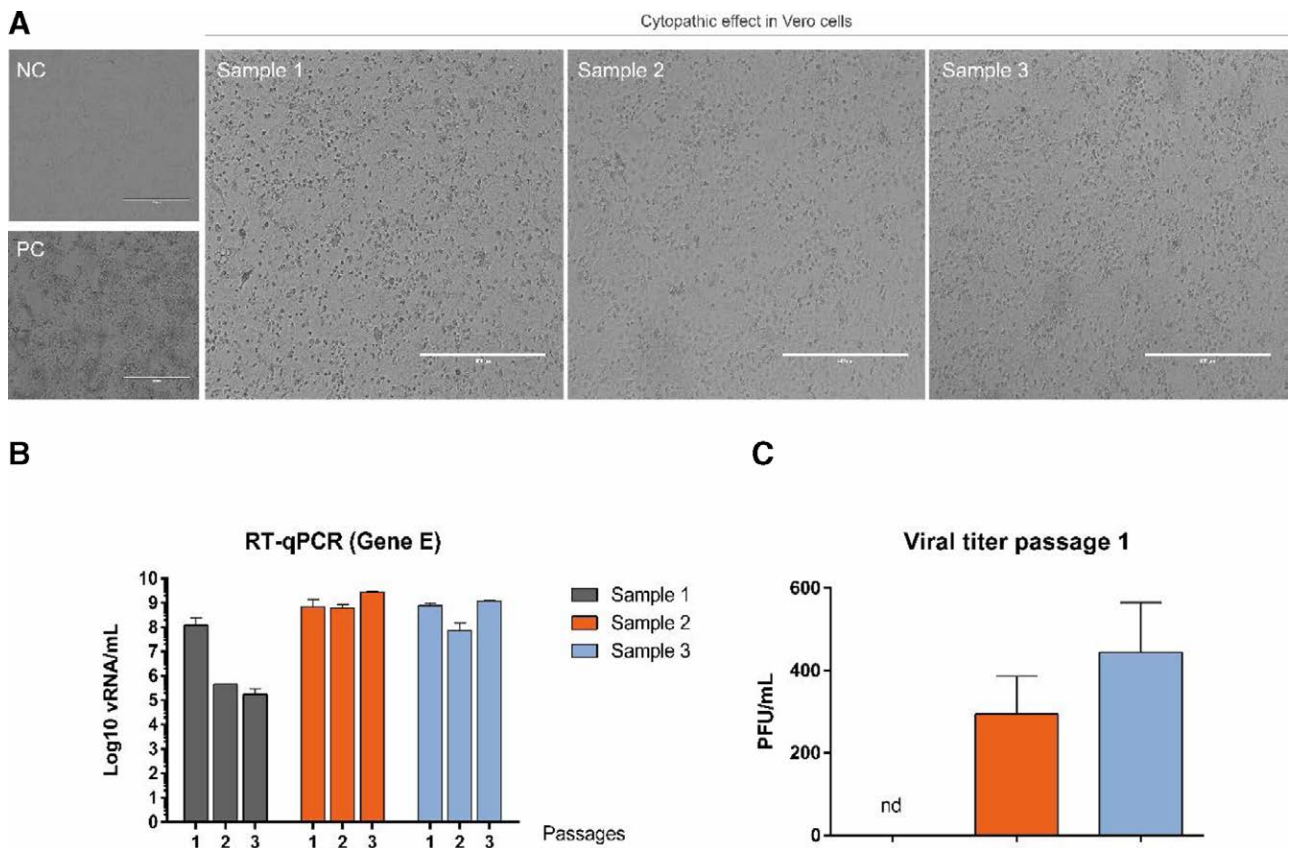 A
Cytopathic effect in Vero cells
NC
Sample 1
Sample 2
Sample 3
PC
B
RT-qPCR (Gene E)
Log10 vRNA/mL
10
9
8
7
6
5
4
3
2
1
0
1 2 3
1 2 3
1 2 3
Passages
Sample 1
Sample 2
Sample 3
C
Viral titer passage 1
PFU/mL
600
400
200
0
nd